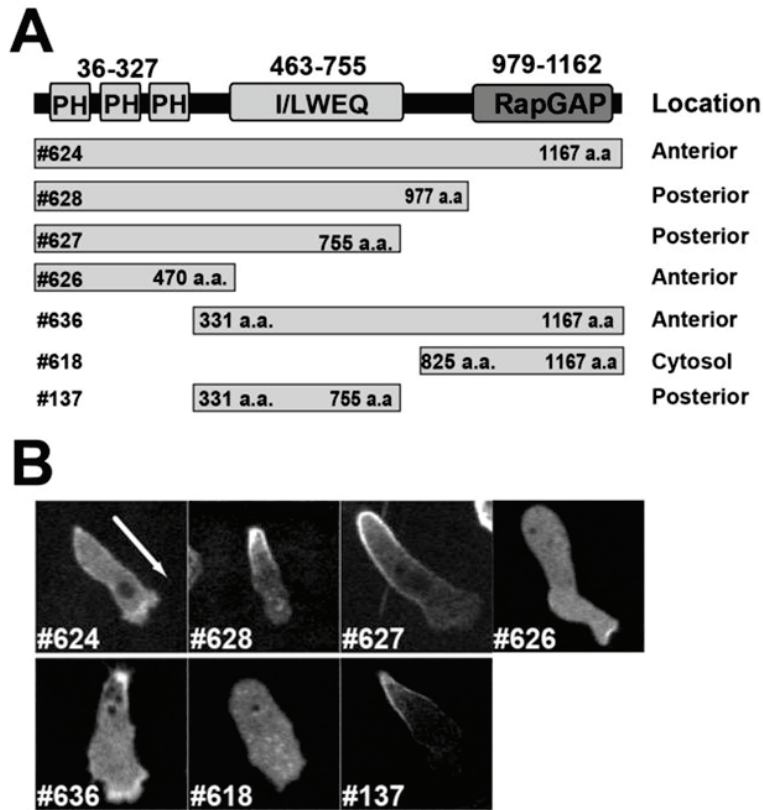 A
36-327 463-755 979-1162
PH PH PH I/LWEQ RapGAP Location
#624 1167 a.a Anterior
#628 977 a.a Posterior
#627 755 a.a. Posterior
#626 470 a.a. Anterior
#636 331 a.a. 1167 a.a Anterior
#618 825 a.a. 1167 a.a Cytosol
#137 331 a.a. 755 a.a Posterior
B
#624 #628 #627 #626
#636 #618 #137